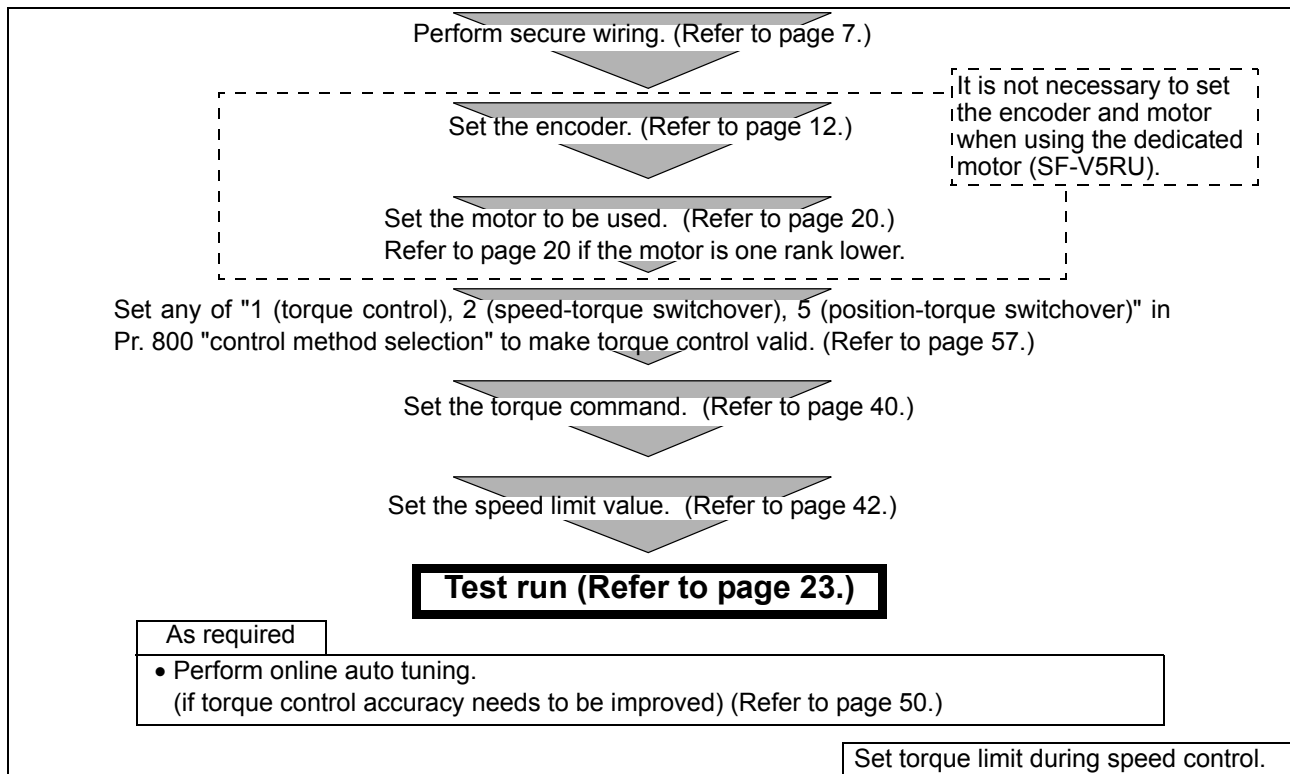 Perform secure wiring. (Refer to page 7.)
It is not necessary to set
the encoder and motor
when using the dedicated
motor (SF-V5RU).
Set the encoder. (Refer to page 12.)
Set the motor to be used. (Refer to page 20.)
Refer to page 20 if the motor is one rank lower.
Set any of "1 (torque control), 2 (speed-torque switchover), 5 (position-torque switchover)" in
Pr. 800 "control method selection" to make torque control valid. (Refer to page 57.)
Set the torque command. (Refer to page 40.)
Set the speed limit value. (Refer to page 42.)
Test run (Refer to page 23.)
As required
• Perform online auto tuning.
(if torque control accuracy needs to be improved) (Refer to page 50.)
Set torque limit during speed control.